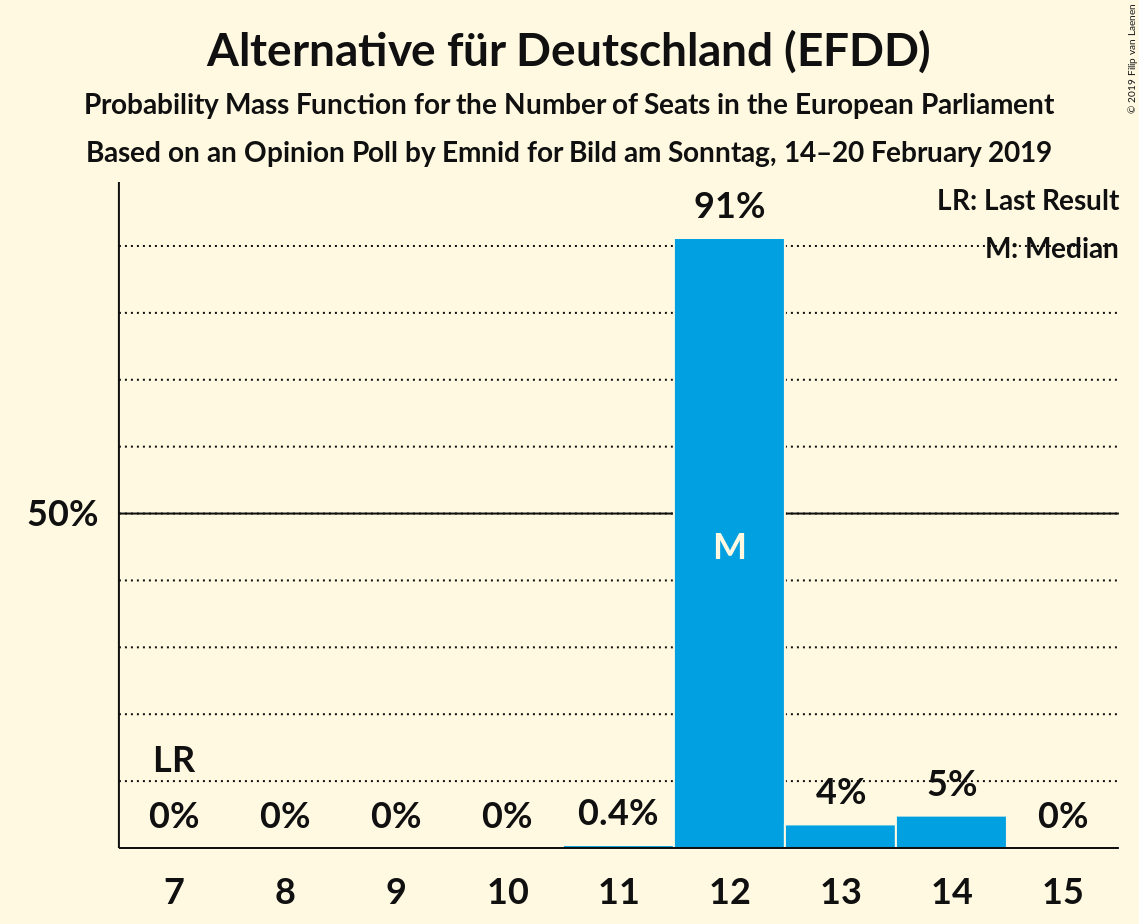 Alternative für Deutschland (EFDD)
Probability Mass Function for the Number of Seats in the European Parliament
Based on an Opinion Poll by Emnid for Bild am Sonntag, 14–20 February 2019
© 2019 Filip van Laenen
LR: Last Result
M: Median
91%
50%
M
LR
0%
0%
0%
0%
0.4%
4%
5%
0%
7 8 9 10 11 12 13 14 15